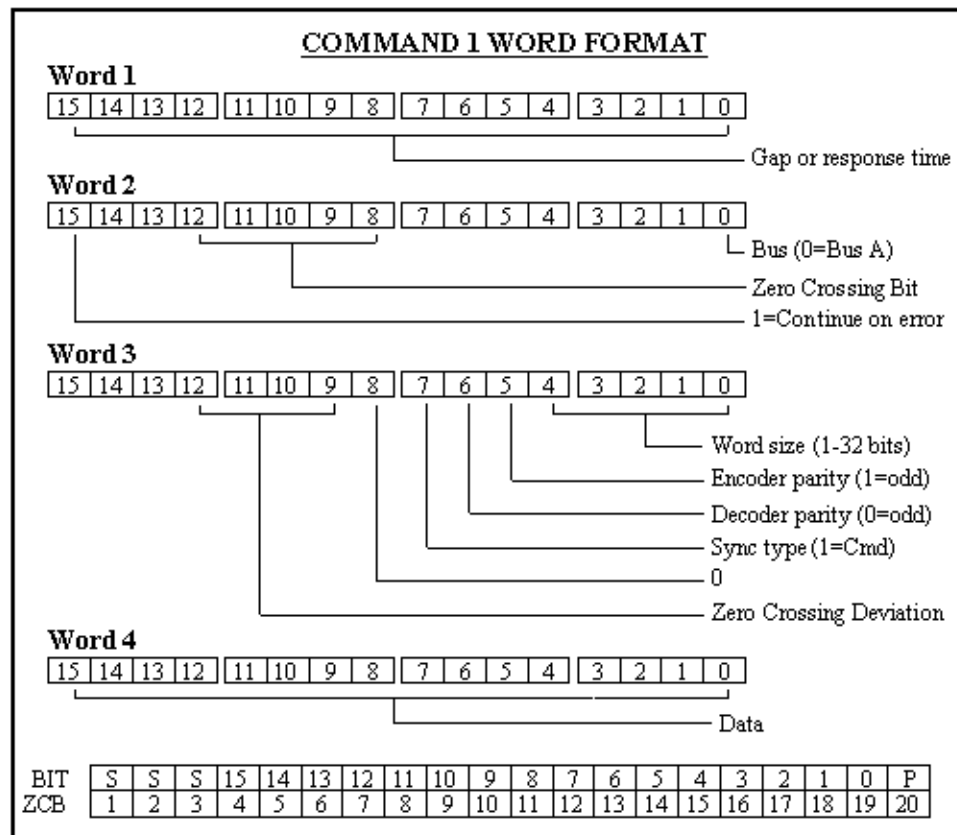 COMMAND 1 WORD FORMAT
Word 1
15 14 13 12 11 10 9 8 7 6 5 4 3 2 1 0
Gap or response time
Word 2
15 14 13 12 11 10 9 8 7 6 5 4 3 2 1 0
Bus (0=Bus A)
Zero Crossing Bit
1=Continue on error
Word 3
15 14 13 12 11 10 9 8 7 6 5 4 3 2 1 0
Word size (1-32 bits)
Encoder parity (1=odd)
Decoder parity (0=odd)
Sync type (1=Cmd)
0
Zero Crossing Deviation
Word 4
15 14 13 12 11 10 9 8 7 6 5 4 3 2 1 0
Data
BIT S S S 15 14 13 12 11 10 9 8 7 6 5 4 3 2 1 0 P
ZCB 1 2 3 4 5 6 7 8 9 10 11 12 13 14 15 16 17 18 19 20